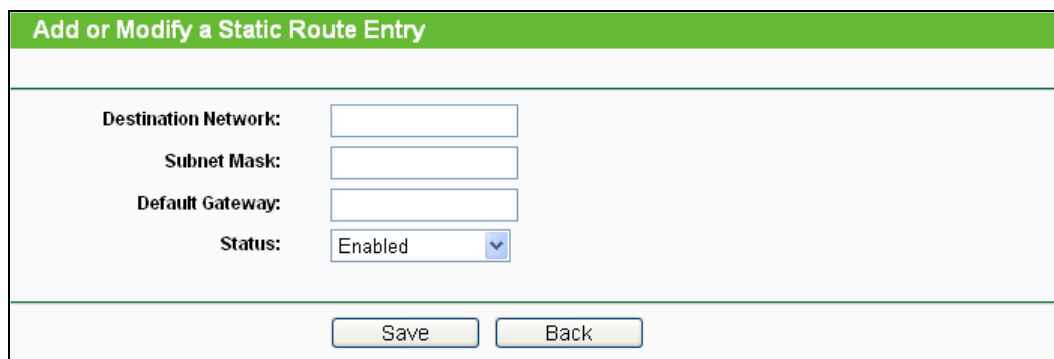 Add or Modify a Static Route Entry
Destination Network:
Subnet Mask:
Default Gateway:
Status: Enabled
Save Back